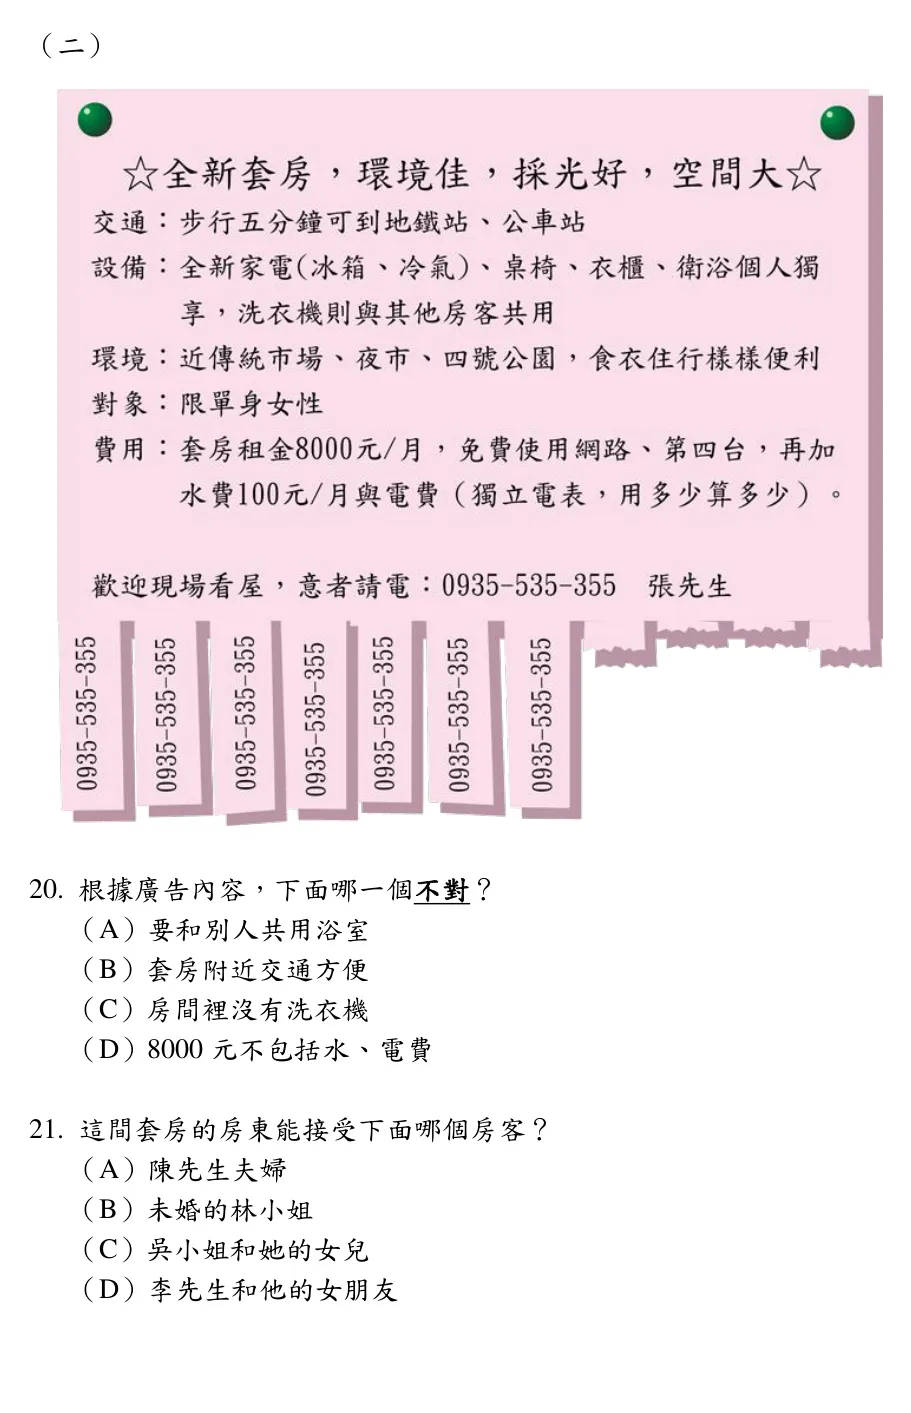 （二）
☆全新套房，環境佳，採光好，空間大☆
交通：步行五分鐘可到地鐵站、公車站
設備：全新家電(冰箱、冷氣)、桌椅、衣櫃、衛浴個人獨
享，洗衣機則與其他房客共用
環境：近傳統市場、夜市、四號公園，食衣住行樣樣便利
對象：限單身女性
費用：套房租金8000元/月，免費使用網路、第四台，再加
水費100元/月與電費（獨立電表，用多少算多少）。
歡迎現場看屋，意者請電：0935-535-355 張先生
0935-535-355
0935-535-355
0935-535-355
0935-535-355
0935-535-355
0935-535-355
0935-535-355
20. 根據廣告內容，下面哪一個不對？
（A）要和別人共用浴室
（B）套房附近交通方便
（C）房間裡沒有洗衣機
（D）8000 元不包括水、電費
21. 這間套房的房東能接受下面哪個房客？
（A）陳先生夫婦
（B）未婚的林小姐
（C）吳小姐和她的女兒
（D）李先生和他的女朋友